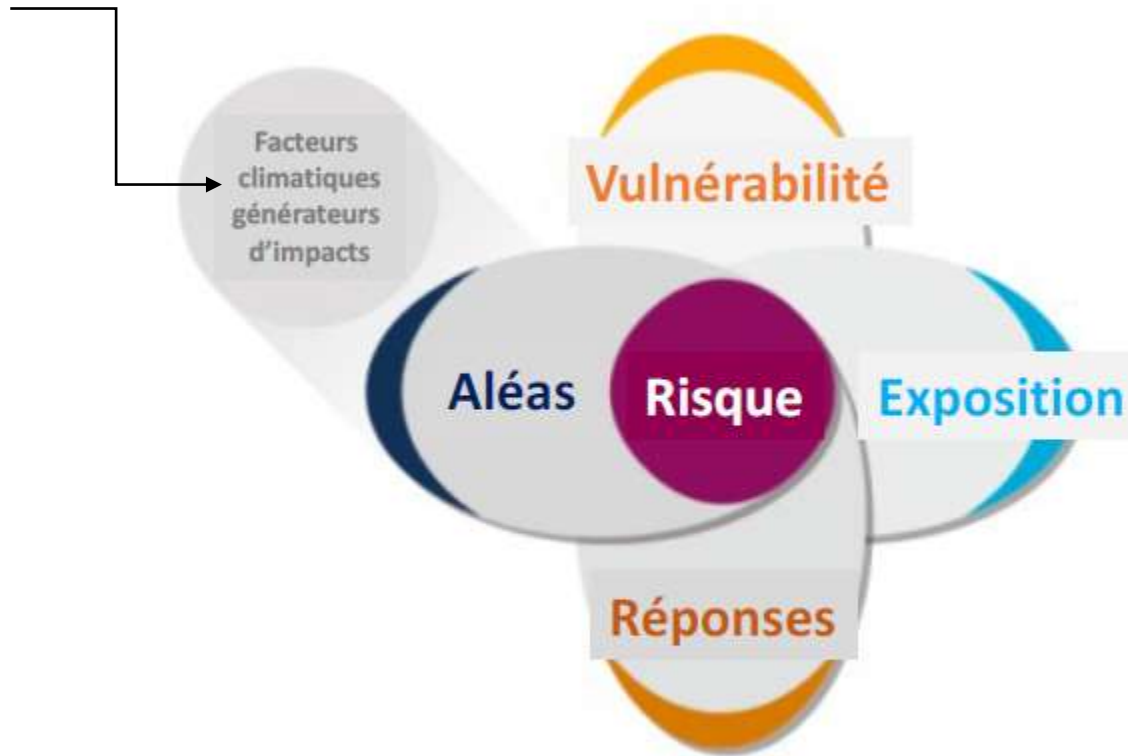 Facteurs
climatiques
générateurs
d’impacts
Vulnérabilité
Aléas
Risque
Exposition
Réponses